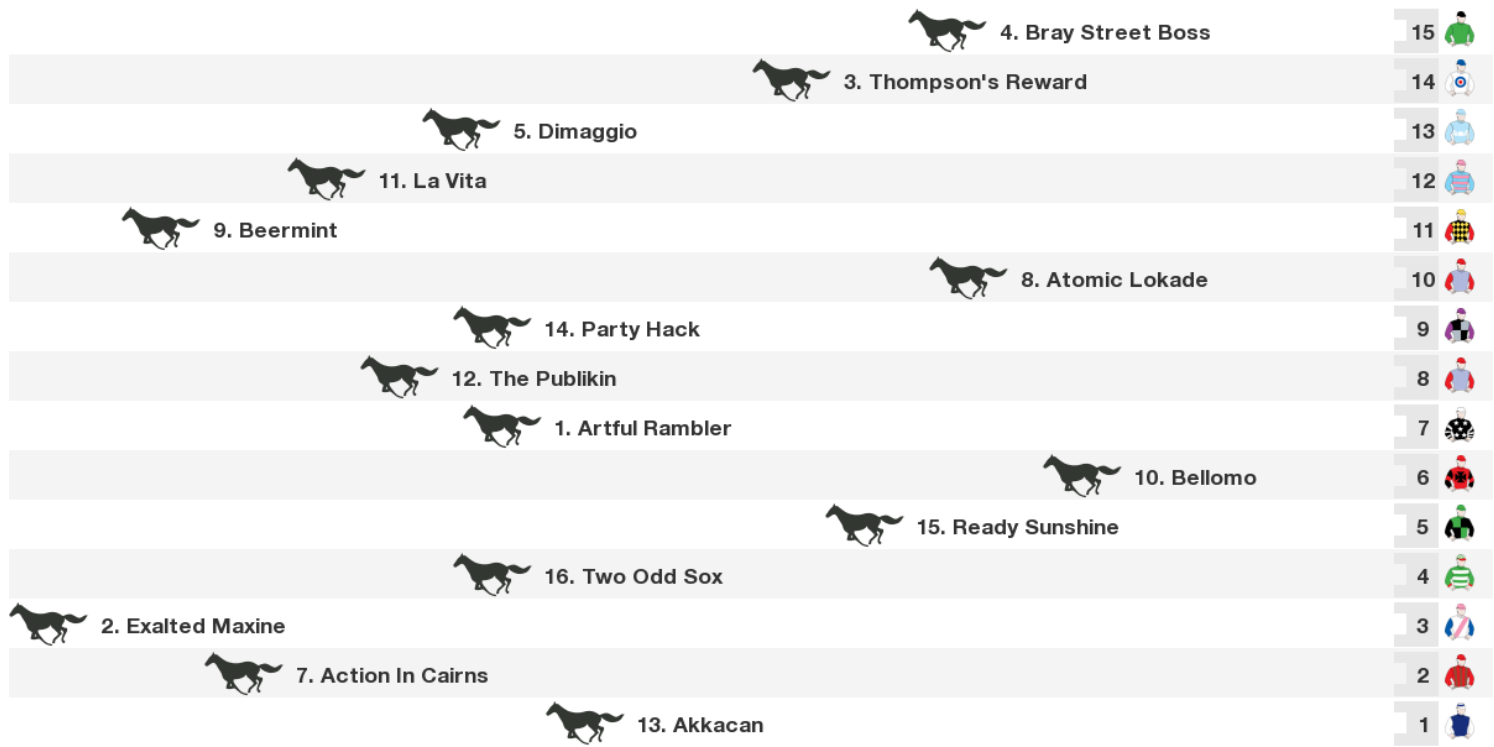 4. Bray Street Boss 15
3. Thompson's Reward 14
5. Dimaggio 13
11. La Vita 12
9. Beermint 11
8. Atomic Lokade 10
14. Party Hack 9
12. The Publikin 8
1. Artful Rambler 7
10. Bellomo 6
15. Ready Sunshine 5
16. Two Odd Sox 4
2. Exalted Maxine 3
7. Action In Cairns 2
13. Akkacan 1